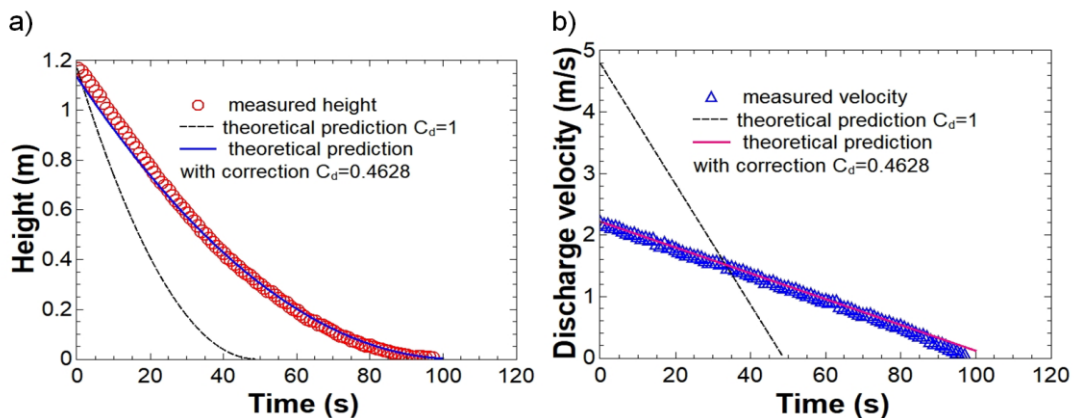 a)
Height (m)
1.2
1
0.8
0.6
0.4
0.2
0
measured height
theoretical prediction C_d=1
theoretical prediction
with correction C_d=0.4628
0 20 40 60 80 100 120
Time (s)
b)
Discharge velocity (m/s)
5
4
3
2
1
0
measured velocity
theoretical prediction C_d=1
theoretical prediction
with correction C_d=0.4628
0 20 40 60 80 100 120
Time (s)